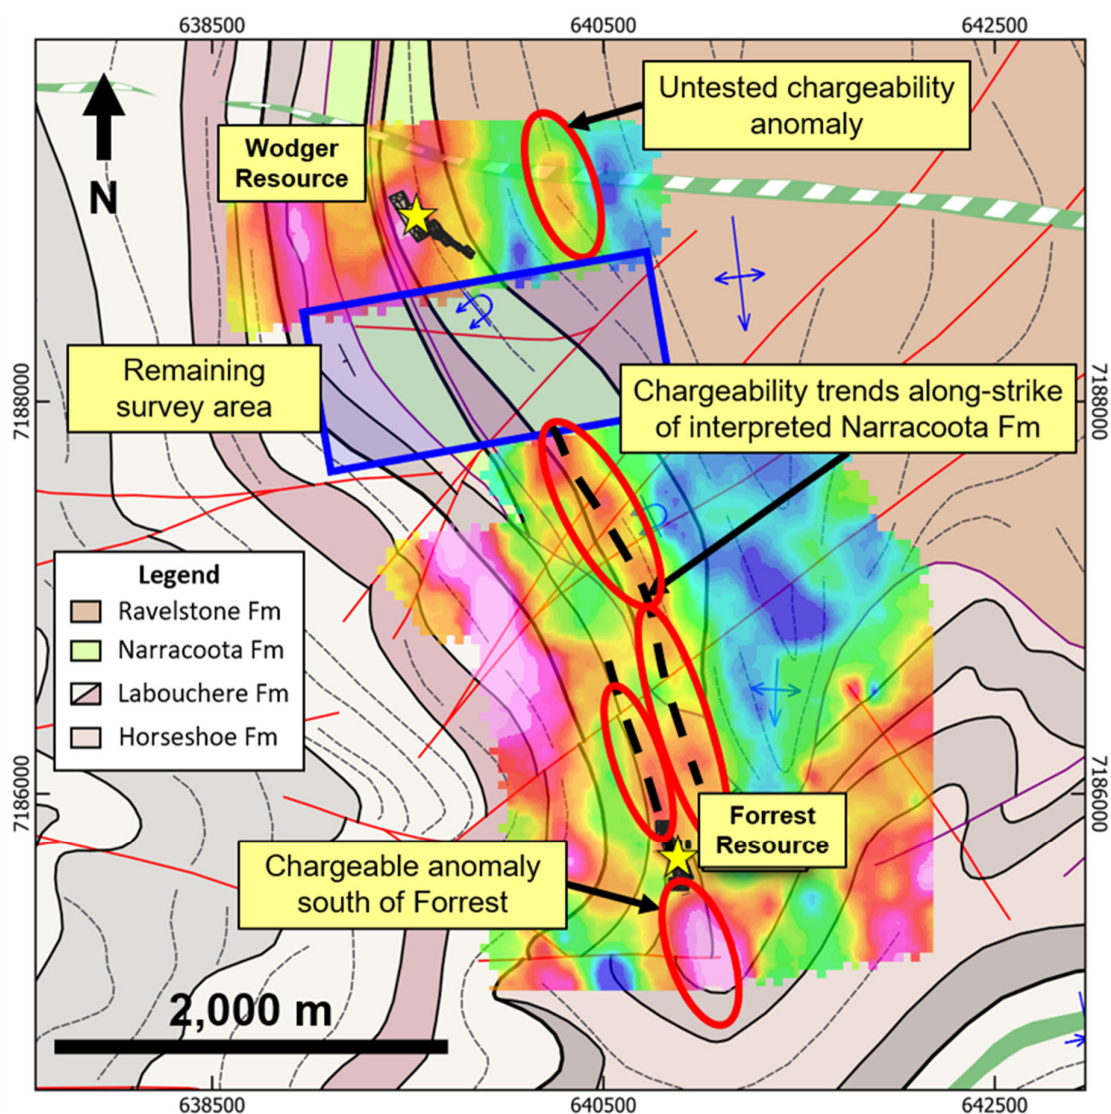 638500
640500
642500
Untested chargeability
anomaly
Wodger
Resource
N
Remaining
survey area
7188000
7188000
Chargeability trends along-strike
of interpreted Narracoota Fm
Legend
Ravelstone Fm
Narracoota Fm
Labouchere Fm
Horseshoe Fm
7186000
7186000
Forrest
Resource
Chargeable anomaly
south of Forrest
2,000 m
638500
640500
642500